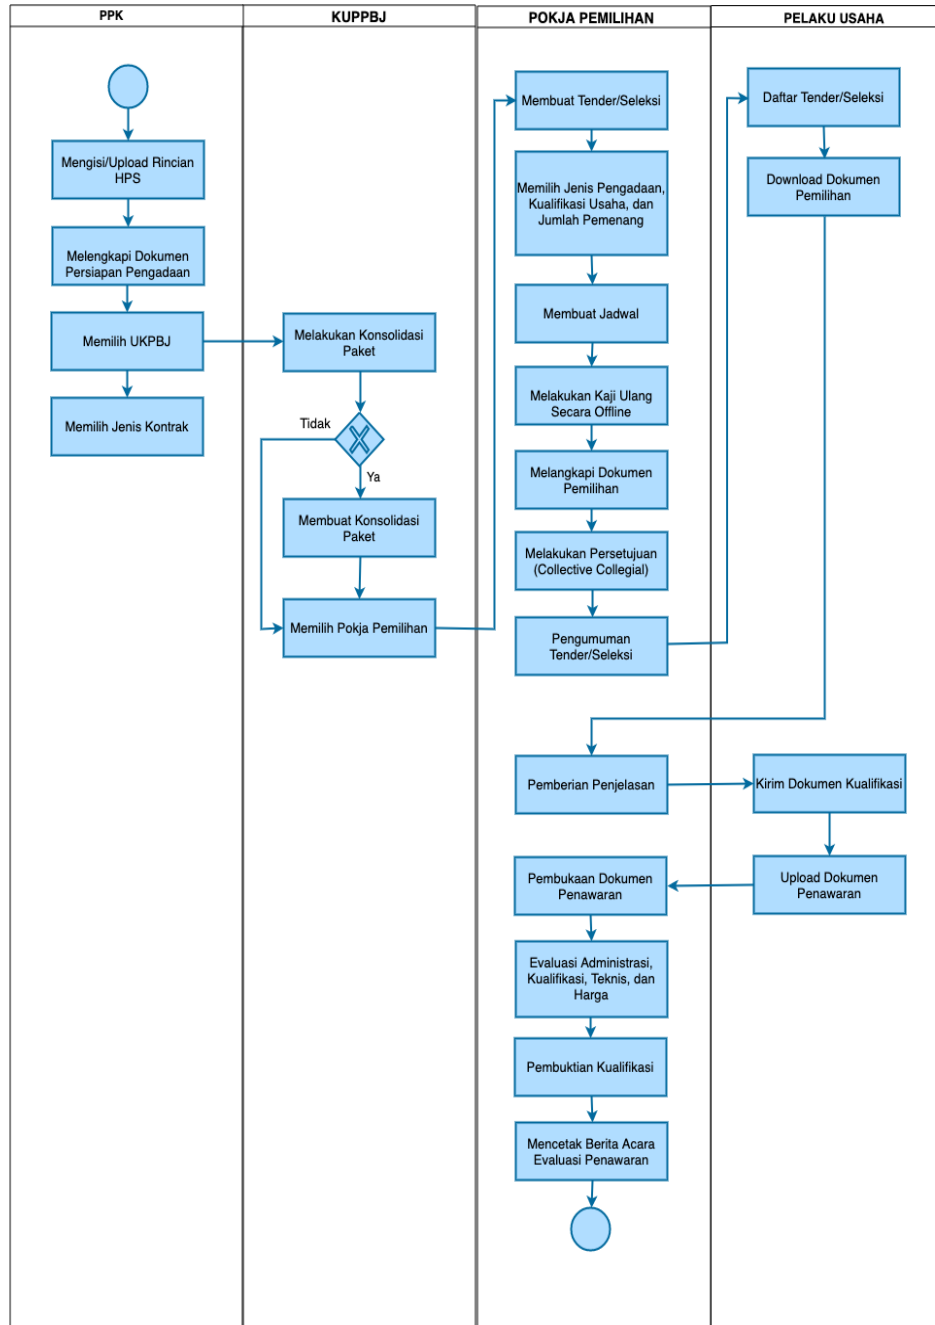 PPK
KUPPBJ
POKJA PEMILIHAN
PELAKU USAHA
Mengisi/Upload Rincian
HPS
Melengkapi Dokumen
Persiapan Pengadaan
Memilih UKPBJ
Memilih Jenis Kontrak
Melakukan Konsolidasi
Paket
Tidak
Ya
Membuat Konsolidasi
Paket
Memilih Pokja Pemilihan
Membuat Tender/Seleksi
Memilih Jenis Pengadaan,
Kualifikasi Usaha, dan
Jumlah Pemenang
Membuat Jadwal
Melakukan Kaji Ulang
Secara Offline
Melangkapi Dokumen
Pemilihan
Melakukan Persetujuan
(Collective Collegial)
Pengumuman
Tender/Seleksi
Daftar Tender/Seleksi
Download Dokumen
Pemilihan
Pemberian Penjelasan
Kirim Dokumen Kualifikasi
Upload Dokumen
Penawaran
Pembukaan Dokumen
Penawaran
Evaluasi Administrasi,
Kualifikasi, Teknis, dan
Harga
Pembuktian Kualifikasi
Mencetak Berita Acara
Evaluasi Penawaran